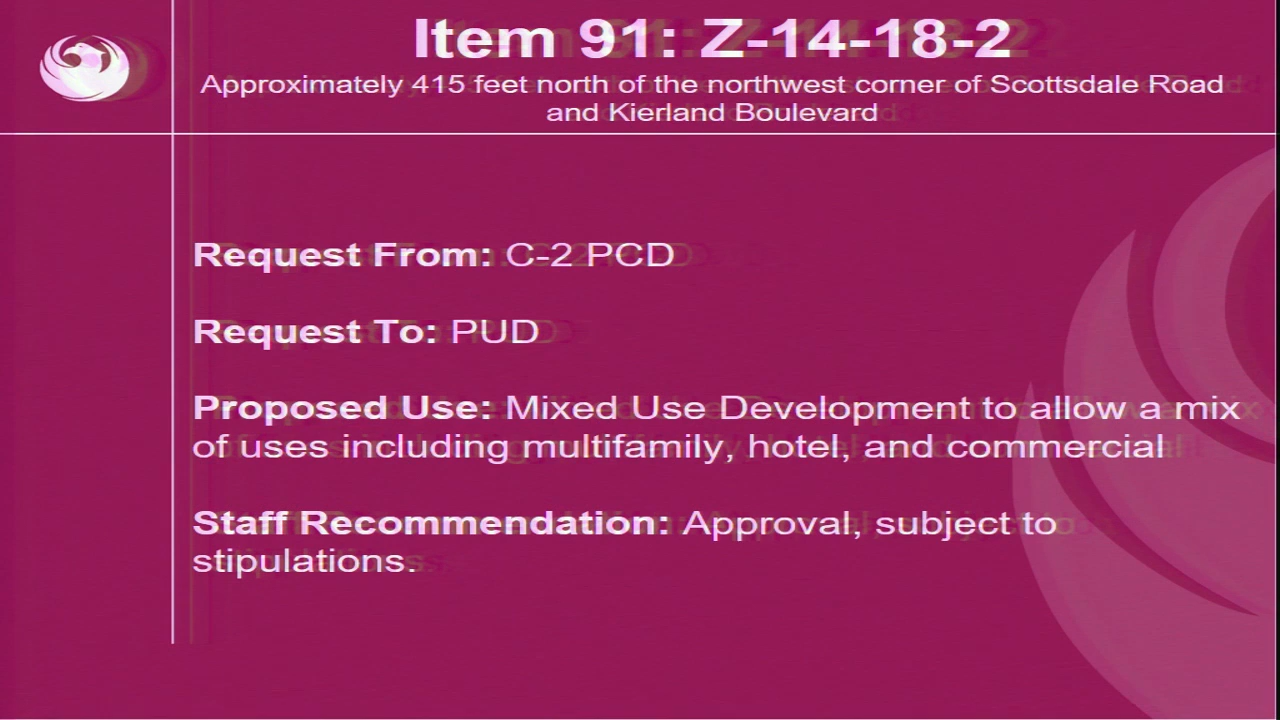 Item 91: Z-14-18-2
Approximately 415 feet north of the northwest corner of Scottsdale Road
and Kierland Boulevard
Request From: C-2 PCD
Request To: PUD
Proposed Use: Mixed Use Development to allow a mix
of uses including multifamily, hotel, and commercial
Staff Recommendation: Approval, subject to
stipulations.